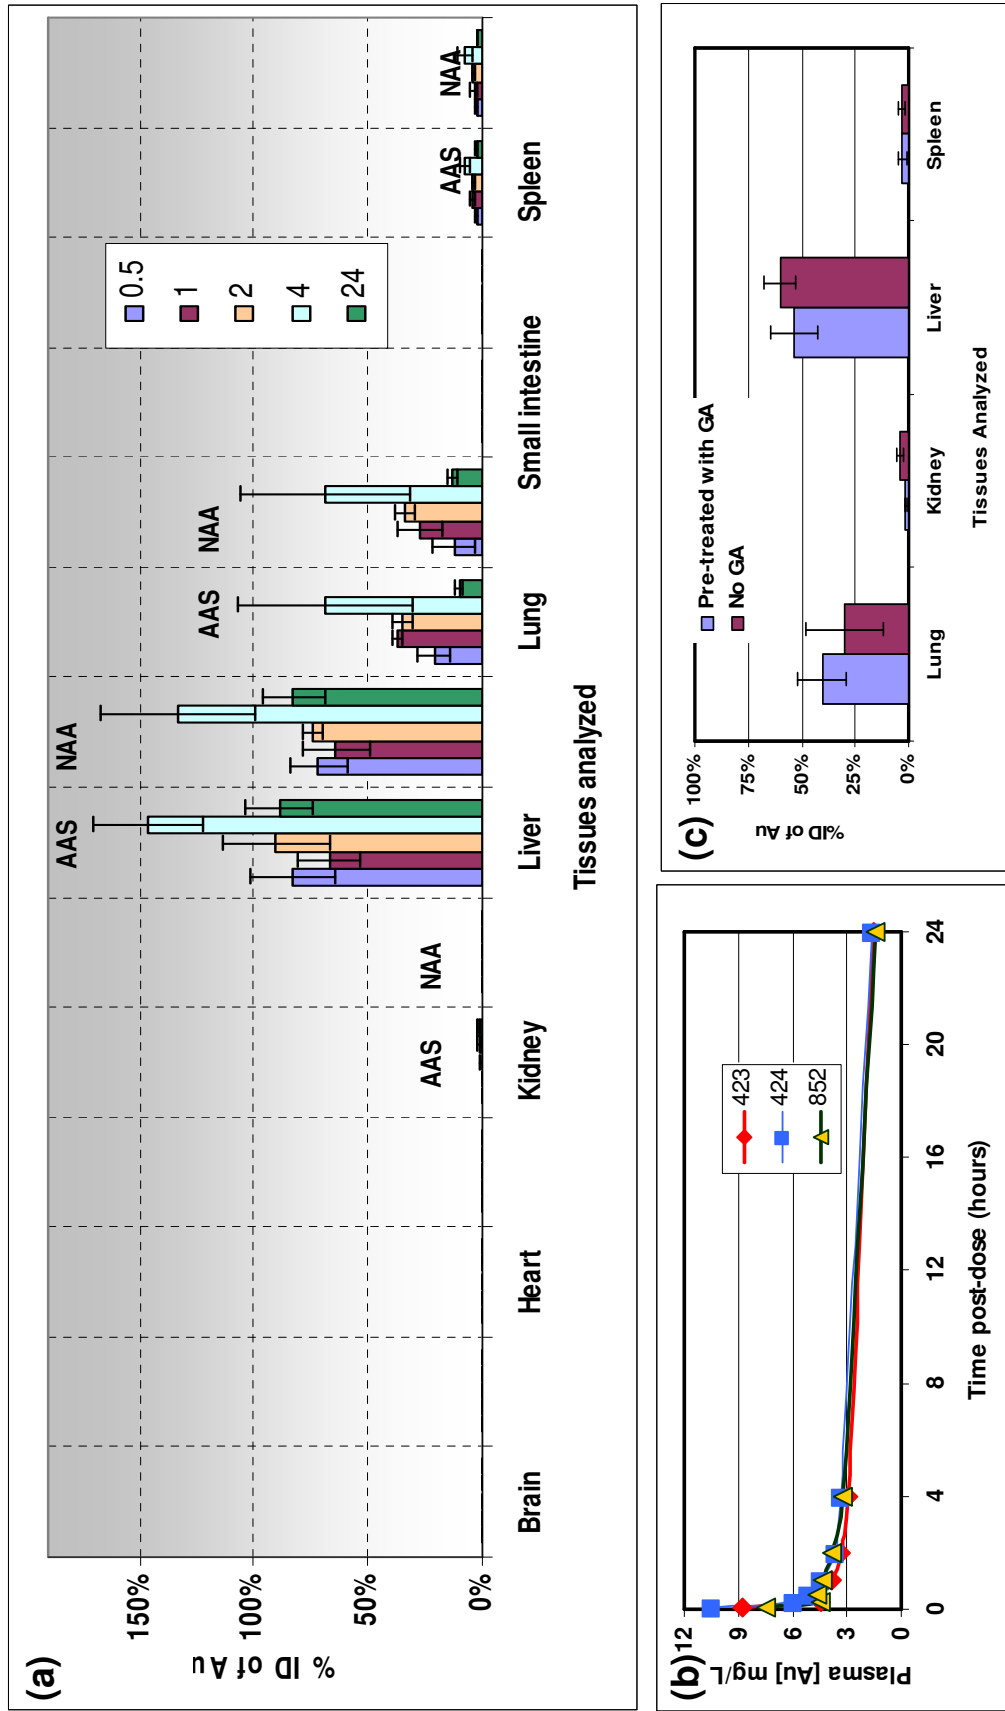 (a)
% ID of Au
150%
100%
50%
0%
AAS
NAA
AAS
NAA
AAS
NAA
AAS
NAA
0.5
1
2
4
24
Brain
Heart
Kidney
Liver
Lung
Small intestine
Spleen
Tissues analyzed
(b)
Plasma [Au] mg/L
12
9
6
3
0
423
424
852
0
4
8
12
16
20
24
Time post-dose (hours)
(c)
%ID of Au
100%
75%
50%
25%
0%
Pre-treated with GA
No GA
Lung
Kidney
Liver
Spleen
Tissues Analyzed